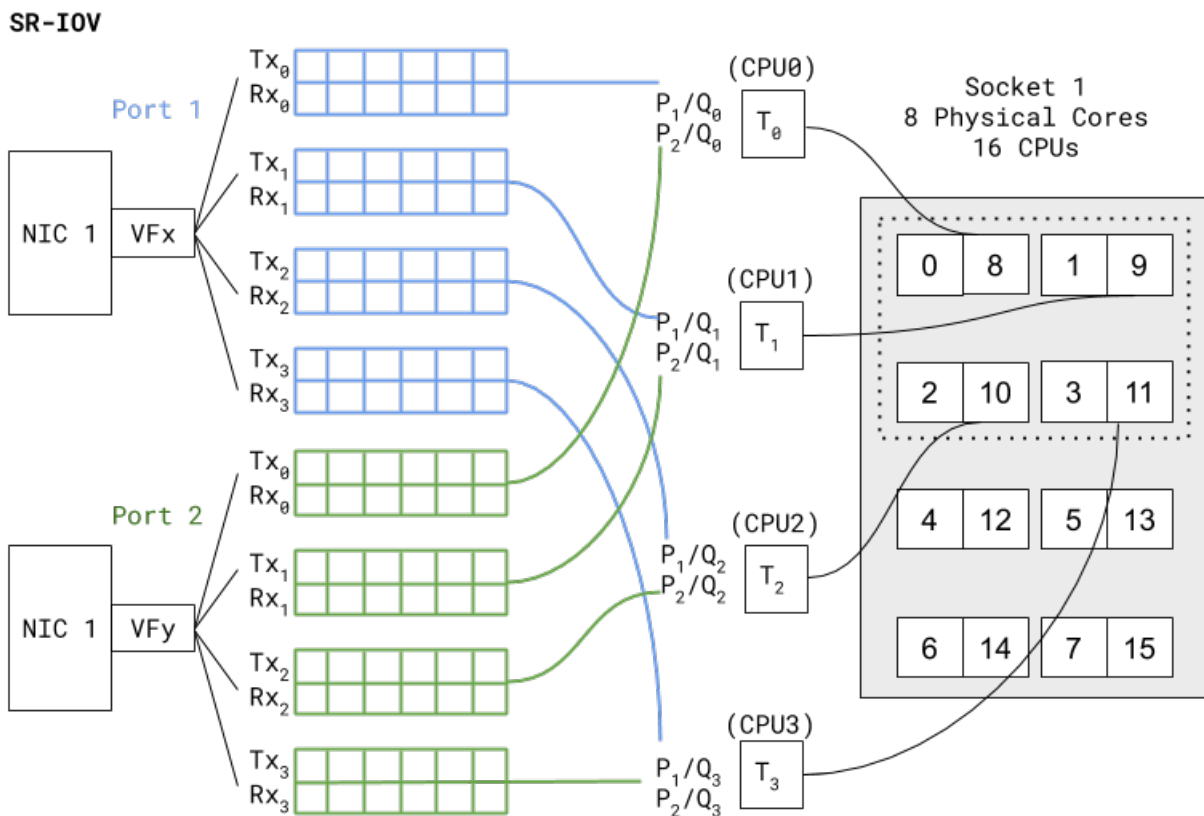 SR-IOV
Port 1
NIC 1
VFx
Tx₀
Rx₀
Tx₁
Rx₁
Tx₂
Rx₂
Tx₃
Rx₃
Port 2
NIC 1
VFy
Tx₀
Rx₀
Tx₁
Rx₁
Tx₂
Rx₂
Tx₃
Rx₃
(CPU0)
P₁/Q₀
P₂/Q₀
T₀
(CPU1)
P₁/Q₁
P₂/Q₁
T₁
(CPU2)
P₁/Q₂
P₂/Q₂
T₂
(CPU3)
P₁/Q₃
P₂/Q₃
T₃
Socket 1
8 Physical Cores
16 CPUs
0 8 1 9
2 10 3 11
4 12 5 13
6 14 7 15